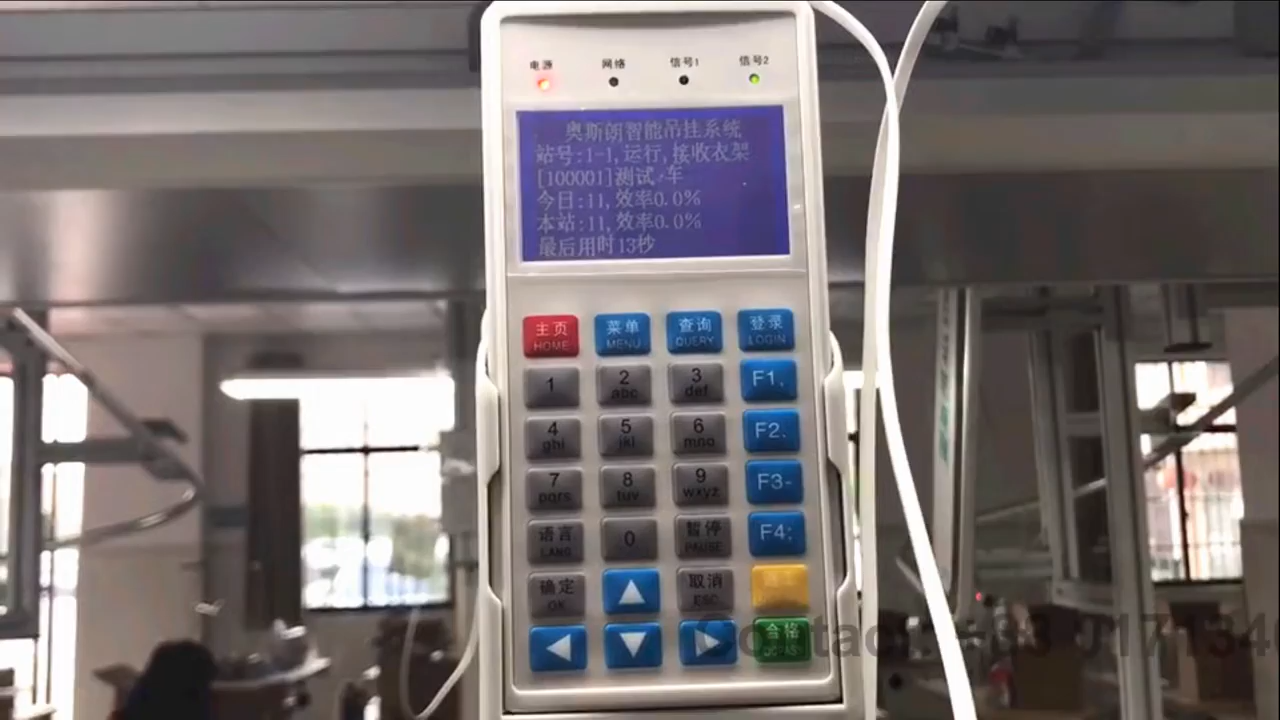 电源 网络 信号1 信号2
奥斯朗智能吊挂系统
站号:1-1,运行,接收衣架
[100001]测试 车
今日:11,效率0.0%
本站:11,效率0.0%
最后用时13秒
主页 菜单 查询 登录
HOME MENU QUERY LOGIN
1 2 3 F1.
abc def
4 5 6 F2.
ghi jkl mno
7 8 9 F3-
pqrs tuv wxyz
语言 0 暂停 F4;
LANG PAUSE
确定 取消
OK ESC
合格
Contact: